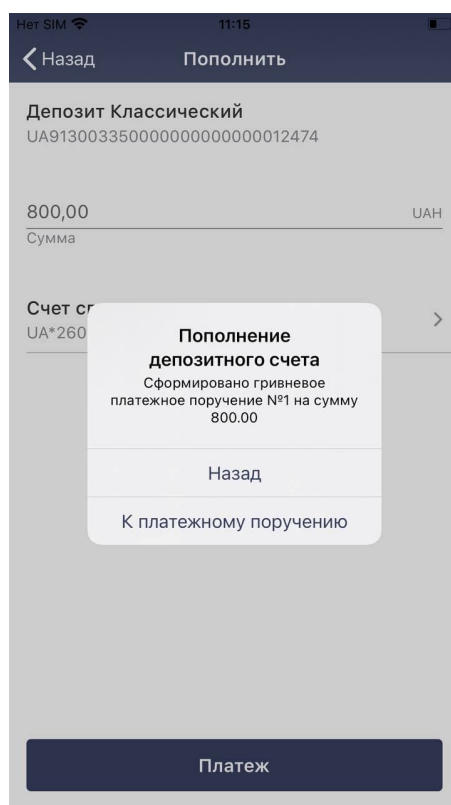 Нет SIM 11:15
Назад Пополнить
Депозит Классический
UA913003350000000000000012474
800,00 UAH
Сумма
Счет
UA*260
Пополнение
депозитного счета
Сформировано гривневое
платежное поручение №1 на сумму
800.00
Назад
К платежному поручению
Платеж